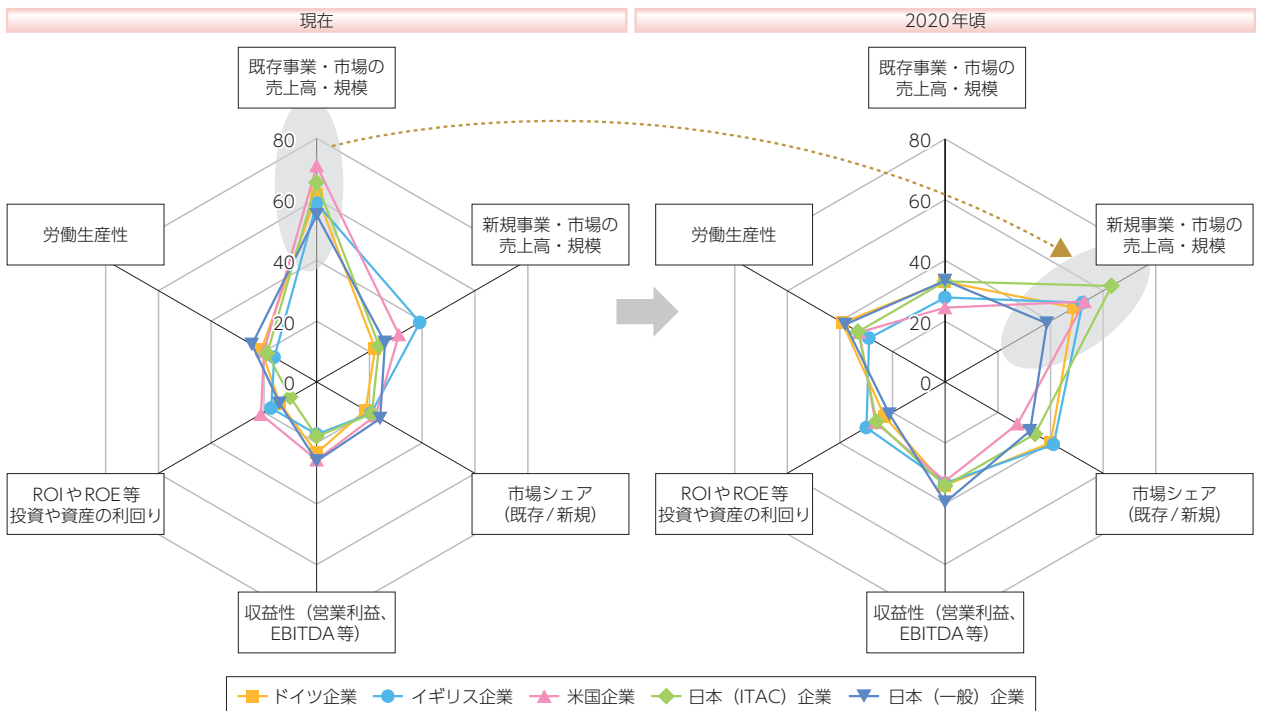 現在
既存事業・市場の
売上高・規模
80
60
40
20
0
新規事業・市場の
売上高・規模
市場シェア
（既存/新規）
収益性（営業利益、
EBITDA等）
ROIやROE等
投資や資産の利回り
労働生産性
2020年頃
既存事業・市場の
売上高・規模
80
60
40
20
0
新規事業・市場の
売上高・規模
市場シェア
（既存/新規）
収益性（営業利益、
EBITDA等）
ROIやROE等
投資や資産の利回り
労働生産性
ドイツ企業 イギリス企業 米国企業 日本（ITAC）企業 日本（一般）企業